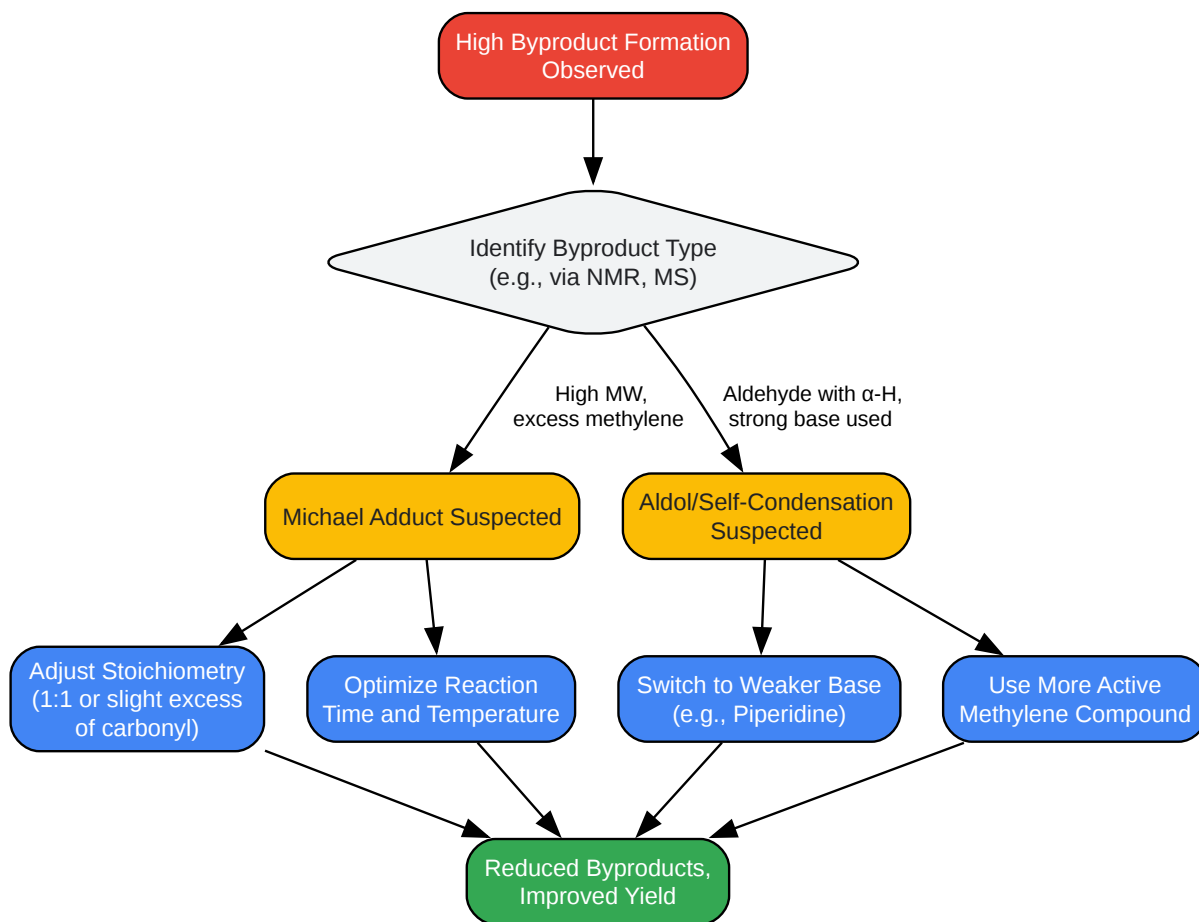 High Byproduct Formation
Observed
Identify Byproduct Type
(e.g., via NMR, MS)
High MW,
excess methylene
Aldehyde with α-H,
strong base used
Michael Adduct Suspected
Aldol/Self-Condensation
Suspected
Adjust Stoichiometry
(1:1 or slight excess
of carbonyl)
Optimize Reaction
Time and Temperature
Switch to Weaker Base
(e.g., Piperidine)
Use More Active
Methylene Compound
Reduced Byproducts,
Improved Yield